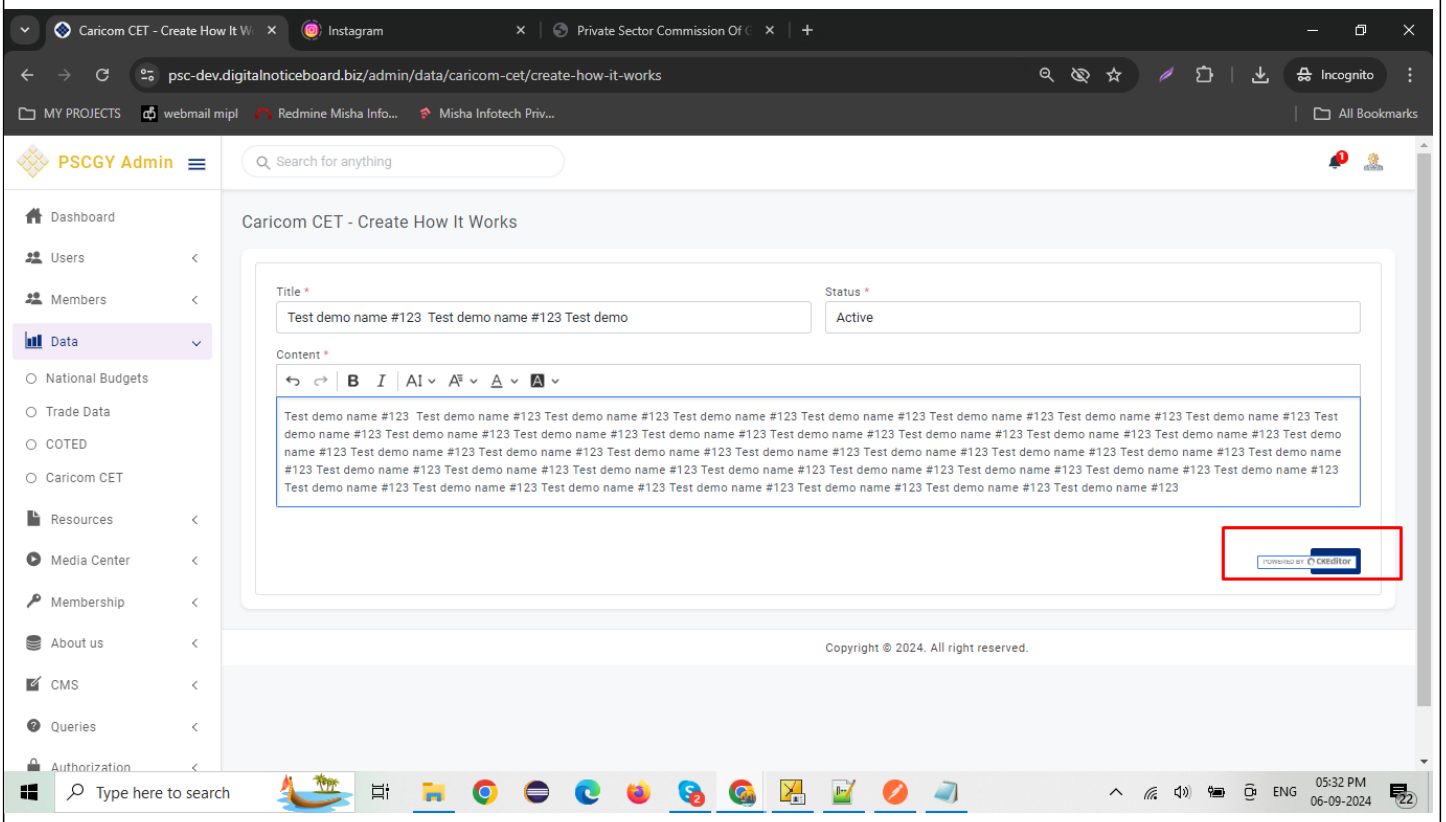 Caricom CET - Create How It W
Instagram
Private Sector Commission Of G
psc-dev.digitalnoticeboard.biz/admin/data/caricom-cet/create-how-it-works
Incognito
MY PROJECTS
webmail mipl
Redmine Misha Info...
Misha Infotech Priv...
All Bookmarks
PSCGY Admin
Search for anything
1
Dashboard
Users
Members
Data
National Budgets
Trade Data
COTED
Caricom CET
Resources
Media Center
Membership
About us
CMS
Queries
Authorization
Caricom CET - Create How It Works
Title *
Test demo name #123  Test demo name #123 Test demo
Status *
Active
Content *
B I AI A A A
Test demo name #123  Test demo name #123 Test demo name #123 Test demo name #123 Test demo name #123 Test demo name #123 Test demo name #123 Test demo name #123 Test
demo name #123 Test demo name #123 Test demo name #123 Test demo name #123 Test demo name #123 Test demo name #123 Test demo name #123 Test demo name #123 Test demo
name #123 Test demo name #123 Test demo name #123 Test demo name #123 Test demo name #123 Test demo name #123 Test demo name #123 Test demo name #123 Test demo name
#123 Test demo name #123 Test demo name #123 Test demo name #123 Test demo name #123 Test demo name #123 Test demo name #123 Test demo name #123 Test demo name #123
Test demo name #123 Test demo name #123 Test demo name #123 Test demo name #123 Test demo name #123 Test demo name #123 Test demo name #123
POWERED BY CKEditor
Copyright © 2024. All right reserved.
Type here to search
2
ENG
05:32 PM
06-09-2024
22